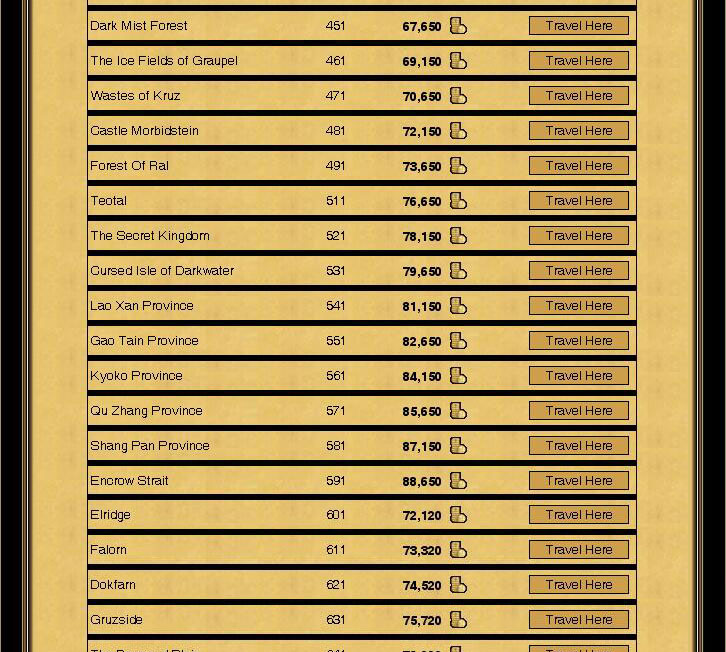 Dark Mist Forest 451 67,650 Travel Here
The Ice Fields of Graupel 461 69,150 Travel Here
Wastes of Kruz 471 70,650 Travel Here
Castle Morbidstein 481 72,150 Travel Here
Forest Of Ral 491 73,650 Travel Here
Teotal 511 76,650 Travel Here
The Secret Kingdom 521 78,150 Travel Here
Cursed Isle of Darkwater 531 79,650 Travel Here
Lao Xan Province 541 81,150 Travel Here
Gao Tain Province 551 82,650 Travel Here
Kyoko Province 561 84,150 Travel Here
Qu Zhang Province 571 85,650 Travel Here
Shang Pan Province 581 87,150 Travel Here
Encrow Strait 591 88,650 Travel Here
Elridge 601 72,120 Travel Here
Falorn 611 73,320 Travel Here
Dokfarn 621 74,520 Travel Here
Gruzside 631 75,720 Travel Here
Travel Here